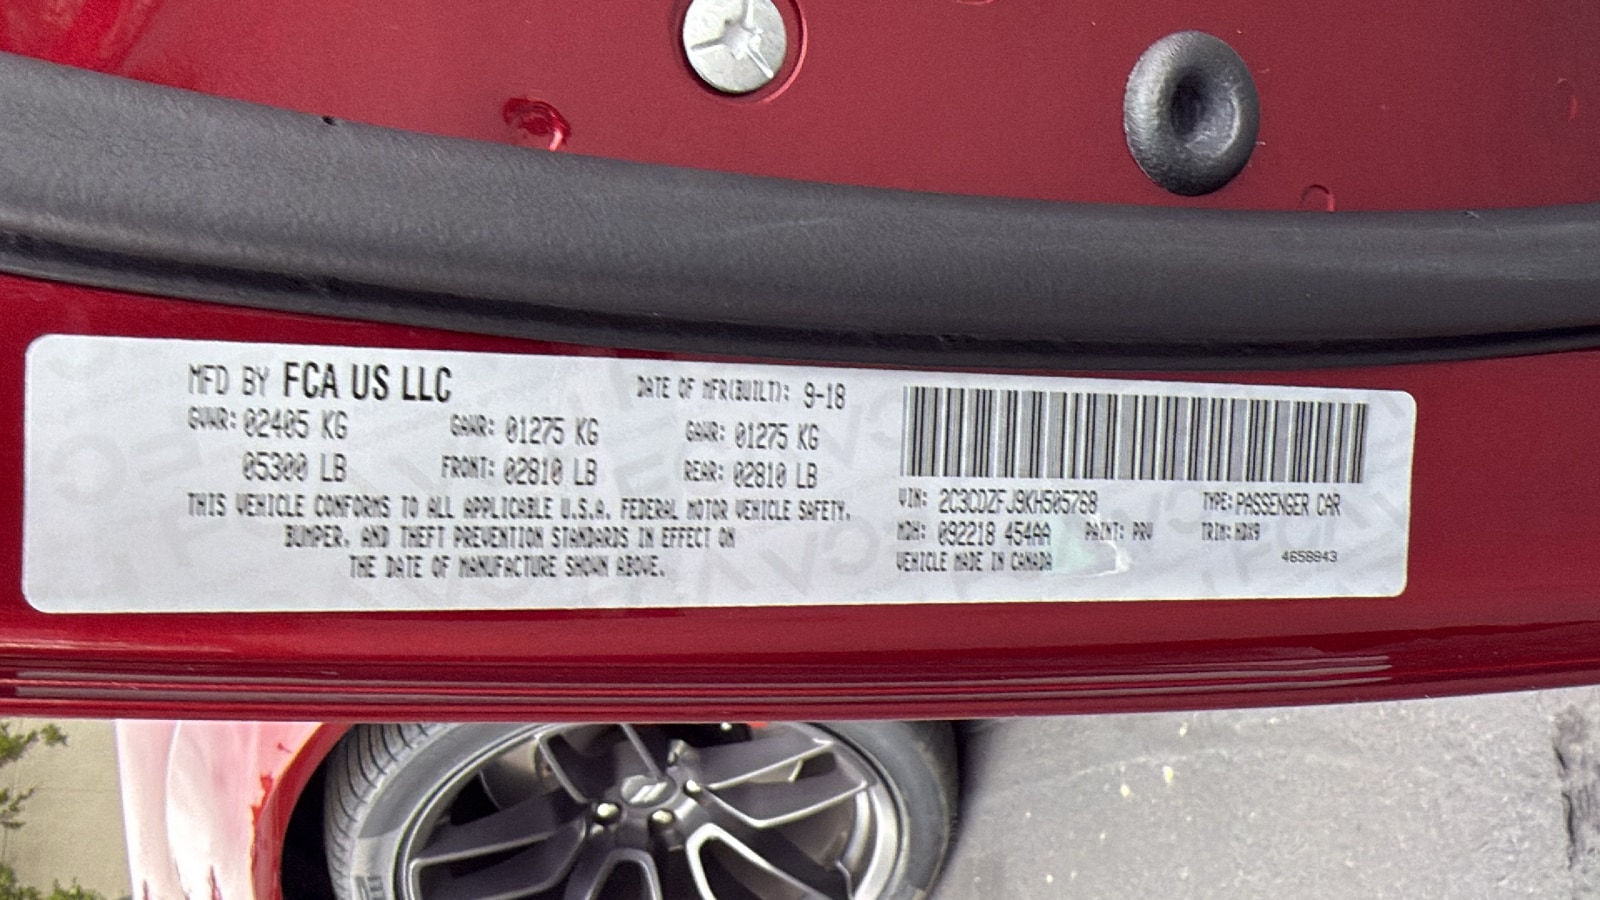 MFD BY FCA US LLC
DATE OF MFR(BUILT): 9-18
GVWR: 02405 KG GAWR: 01275 KG GAWR: 01275 KG
05300 LB FRONT: 02810 LB REAR: 02810 LB
THIS VEHICLE CONFORMS TO ALL APPLICABLE U.S.A. FEDERAL MOTOR VEHICLE SAFETY,
BUMPER, AND THEFT PREVENTION STANDARDS IN EFFECT ON
THE DATE OF MANUFACTURE SHOWN ABOVE.
VIN: 2C3CDZFJ9KH505768 TYPE: PASSENGER CAR
MDH: 092218 454AA PAINT: PRV TRIM: HDX9
VEHICLE MADE IN CANADA 4658843